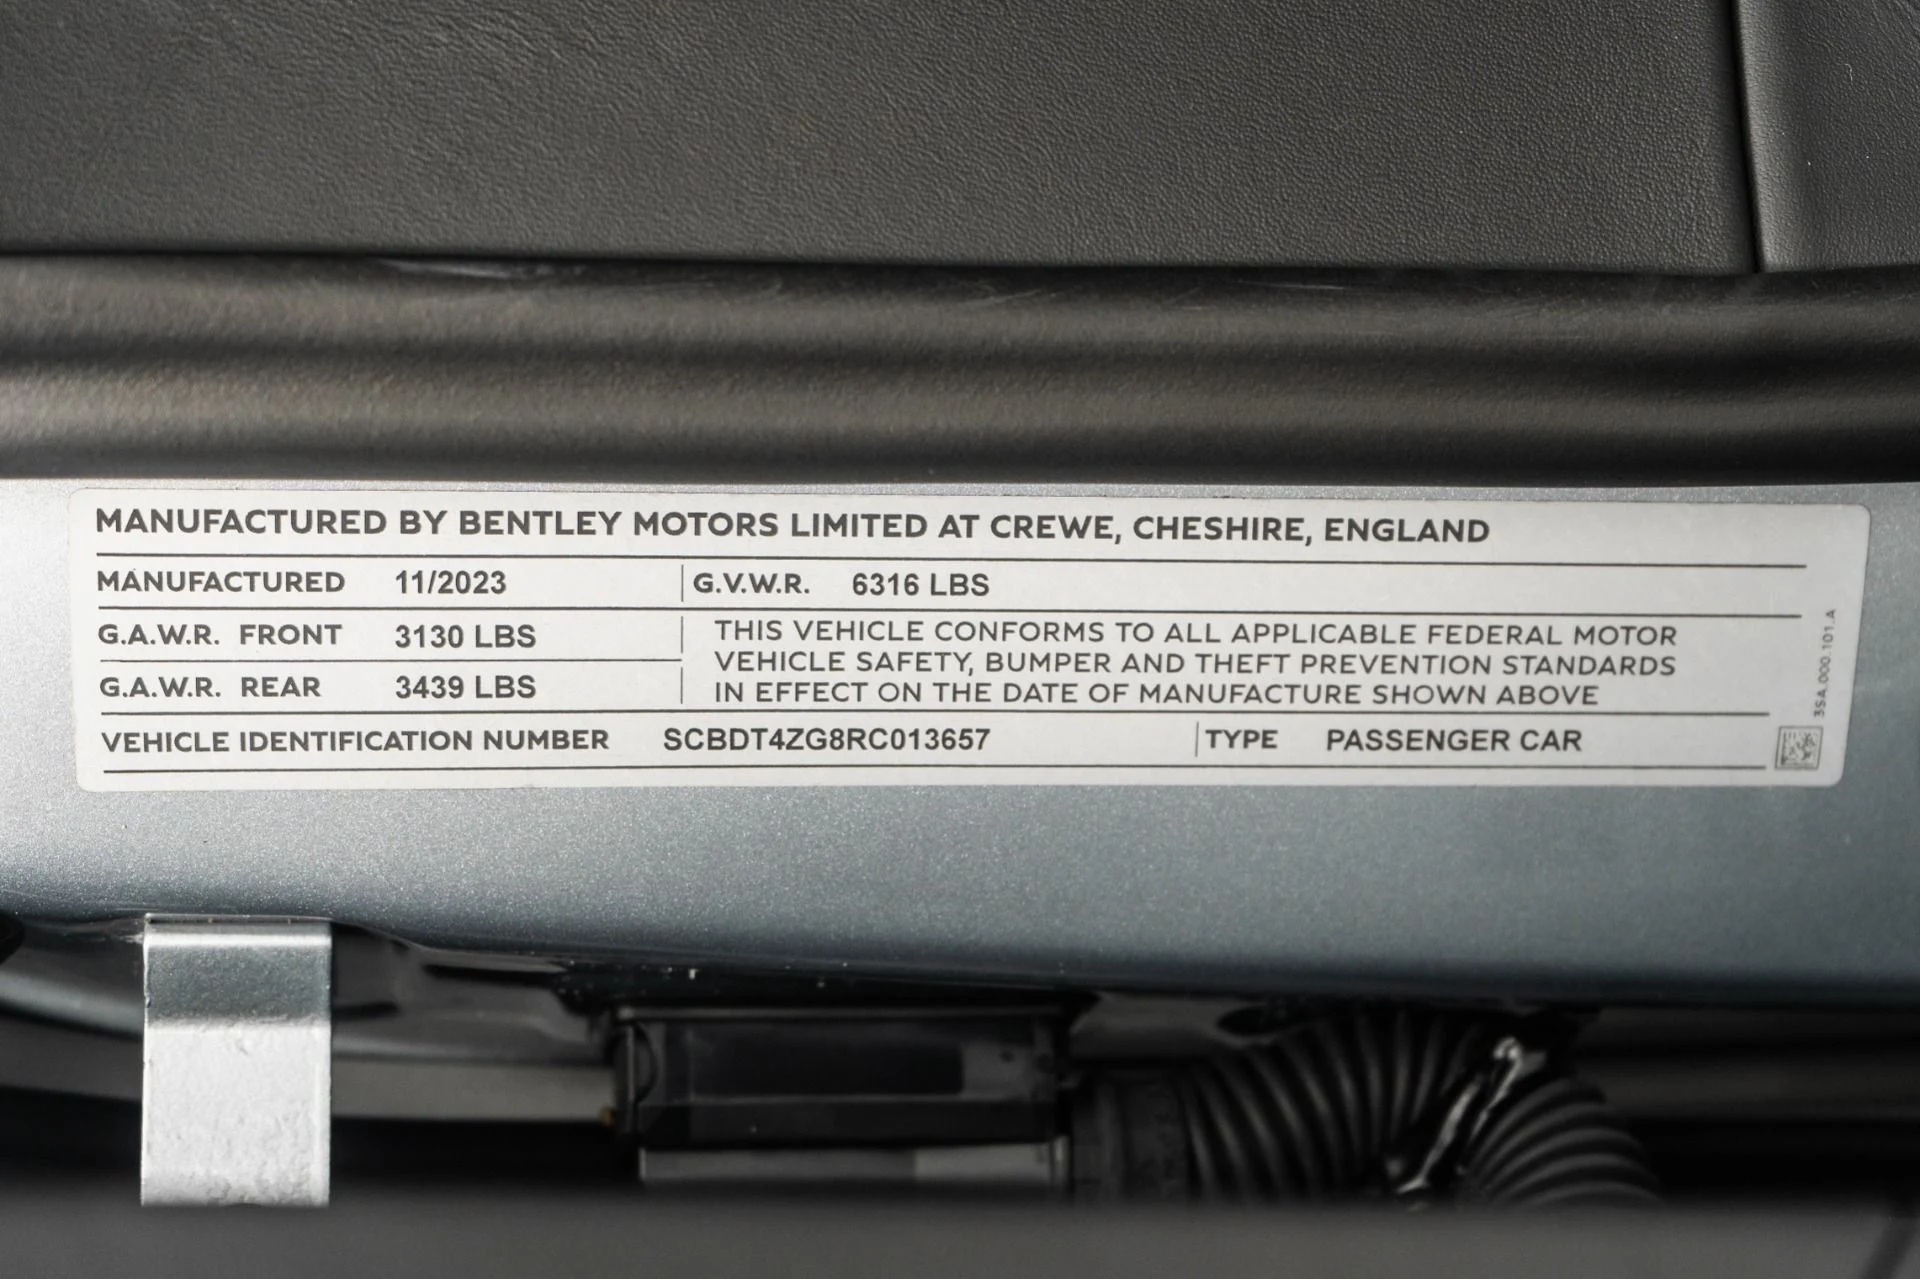 MANUFACTURED BY BENTLEY MOTORS LIMITED AT CREWE, CHESHIRE, ENGLAND
MANUFACTURED 11/2023 G.V.W.R. 6316 LBS
G.A.W.R. FRONT 3130 LBS
G.A.W.R. REAR 3439 LBS
THIS VEHICLE CONFORMS TO ALL APPLICABLE FEDERAL MOTOR
VEHICLE SAFETY, BUMPER AND THEFT PREVENTION STANDARDS
IN EFFECT ON THE DATE OF MANUFACTURE SHOWN ABOVE
VEHICLE IDENTIFICATION NUMBER SCBDT4ZG8RC013657 TYPE PASSENGER CAR
3SA.000.101.A